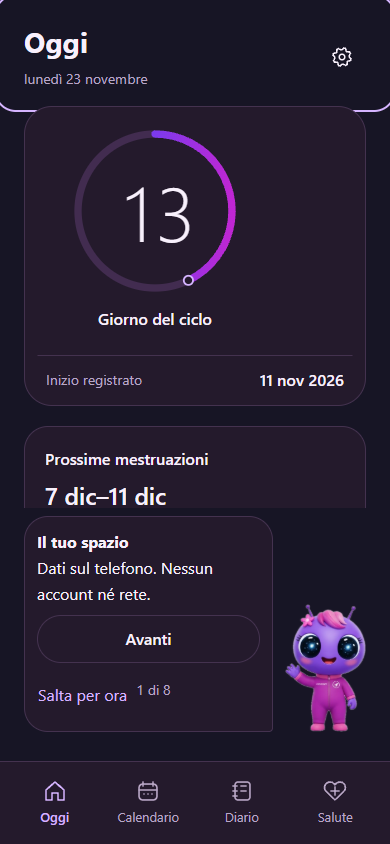 Oggi
lunedì 23 novembre
13
Giorno del ciclo
Inizio registrato
11 nov 2026
Prossime mestruazioni
7 dic–11 dic
Il tuo spazio
Dati sul telefono. Nessun
account né rete.
Avanti
Salta per ora
1 di 8
Oggi
Calendario
Diario
Salute